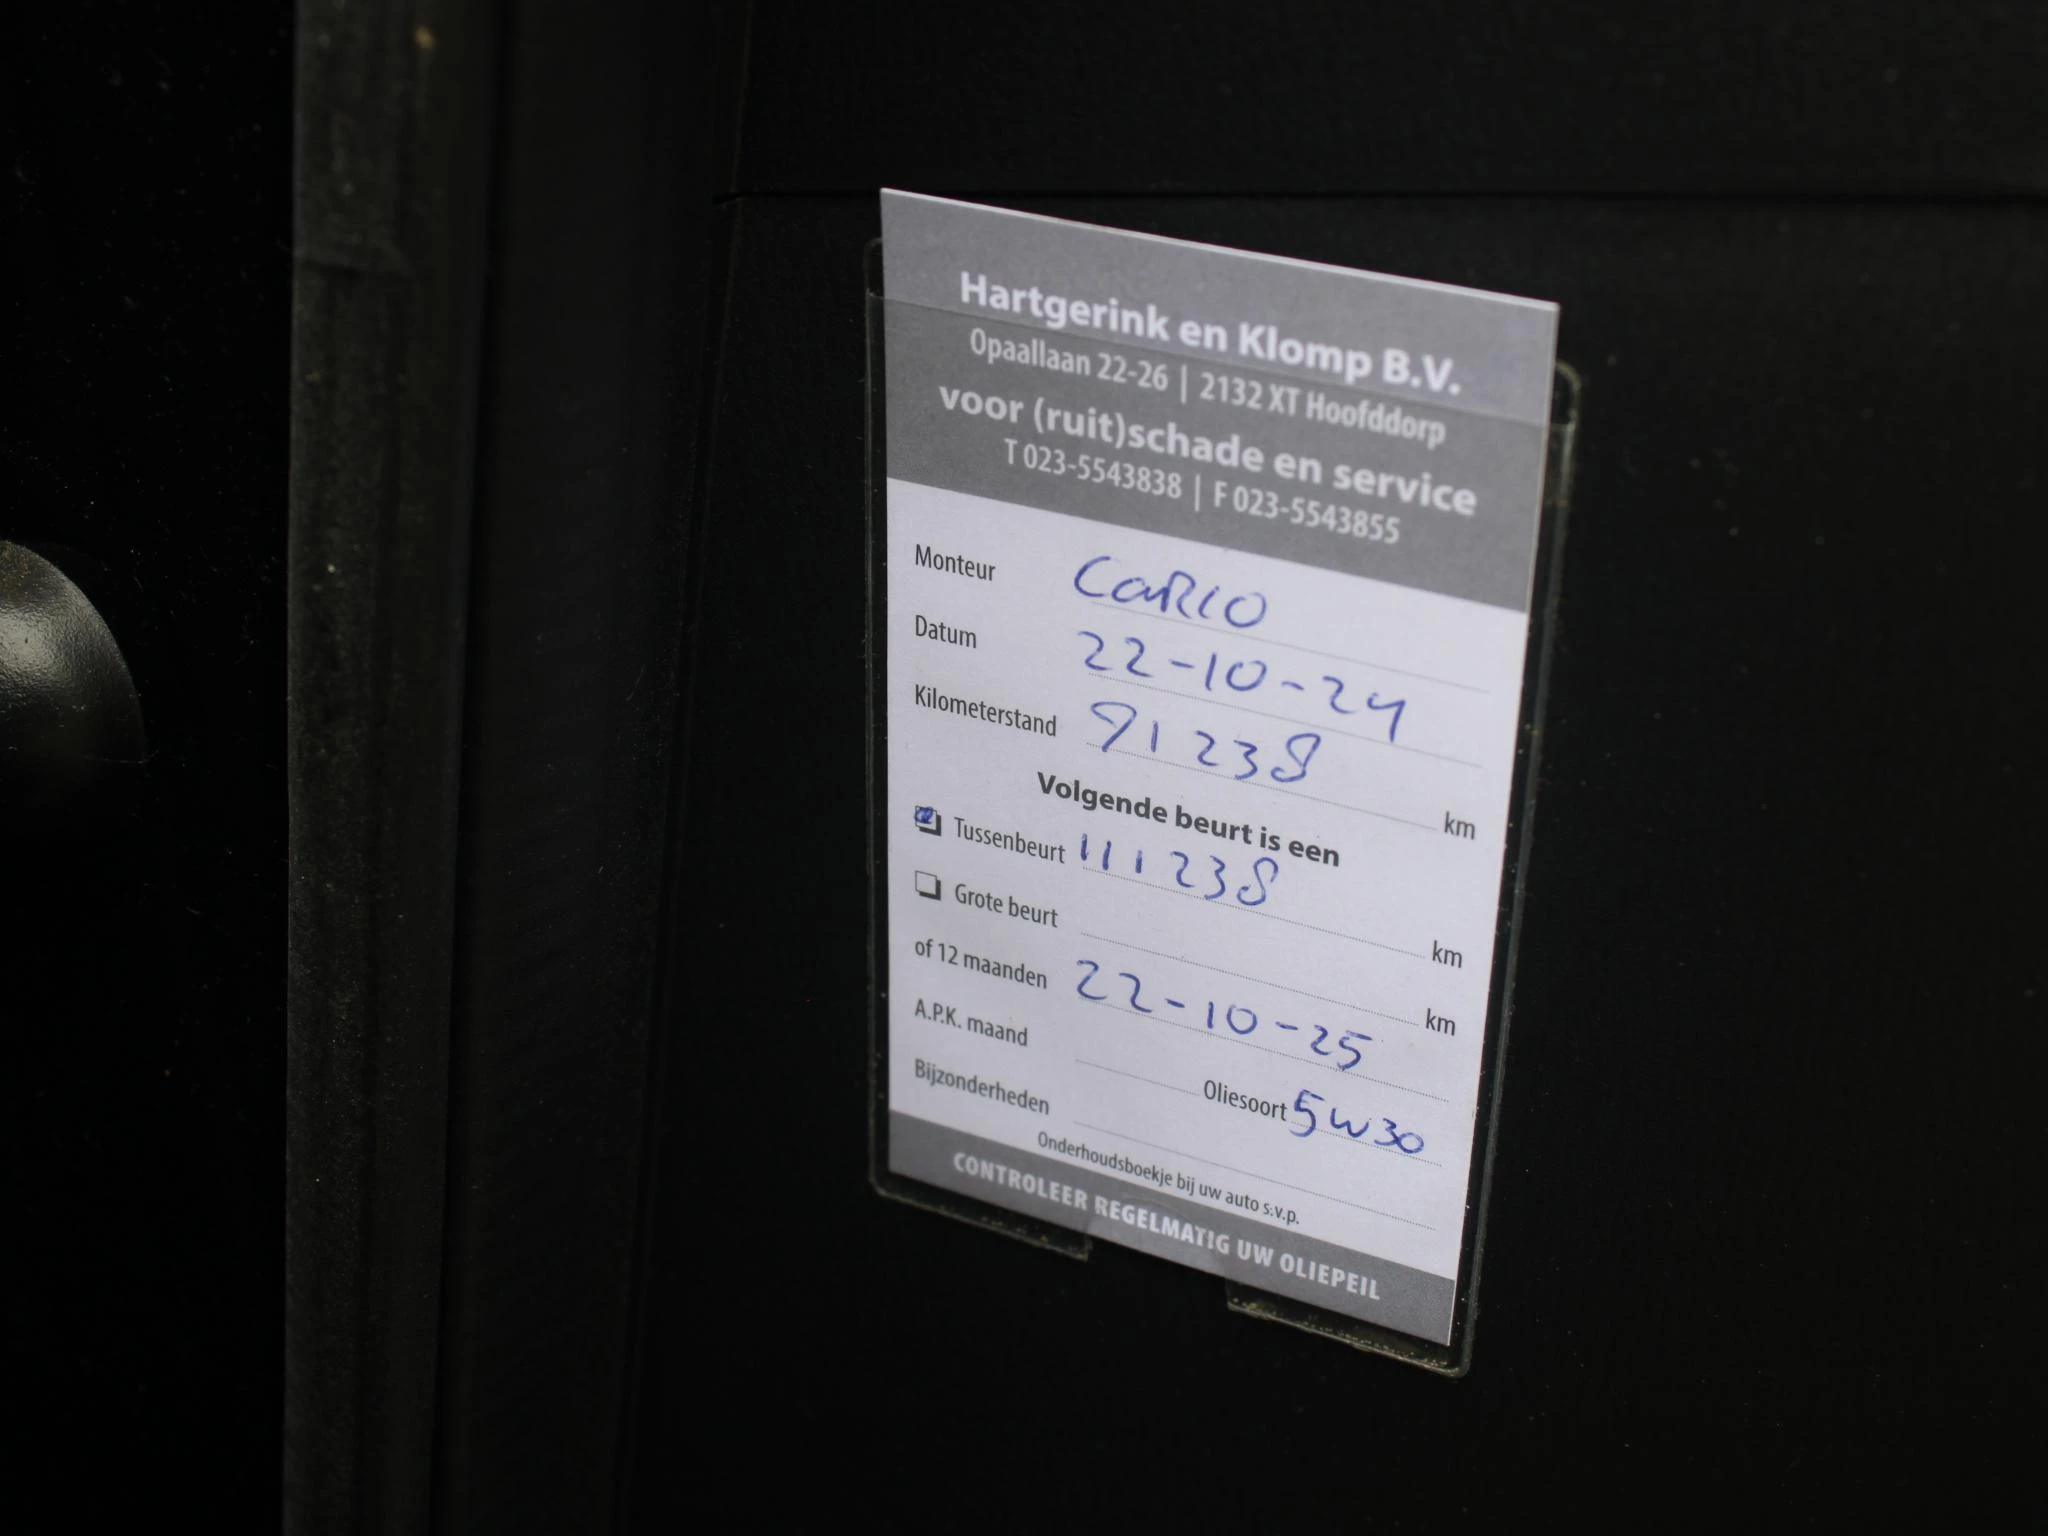 Hartgerink en Klomp B.V.
Opaallaan 22-26 | 2132 XT Hoofddorp
voor (ruit)schade en service
T 023-5543838 | F 023-5543855
Monteur CaRlO
Datum 22-10-24
Kilometerstand 91238 km
Volgende beurt is een
Tussenbeurt 111238 km
Grote beurt km
of 12 maanden 22-10-25
A.P.K. maand Oliesoort 5W30
Bijzonderheden
Onderhoudsboekje bij uw auto s.v.p.
CONTROLEER REGELMATIG UW OLIEPEIL